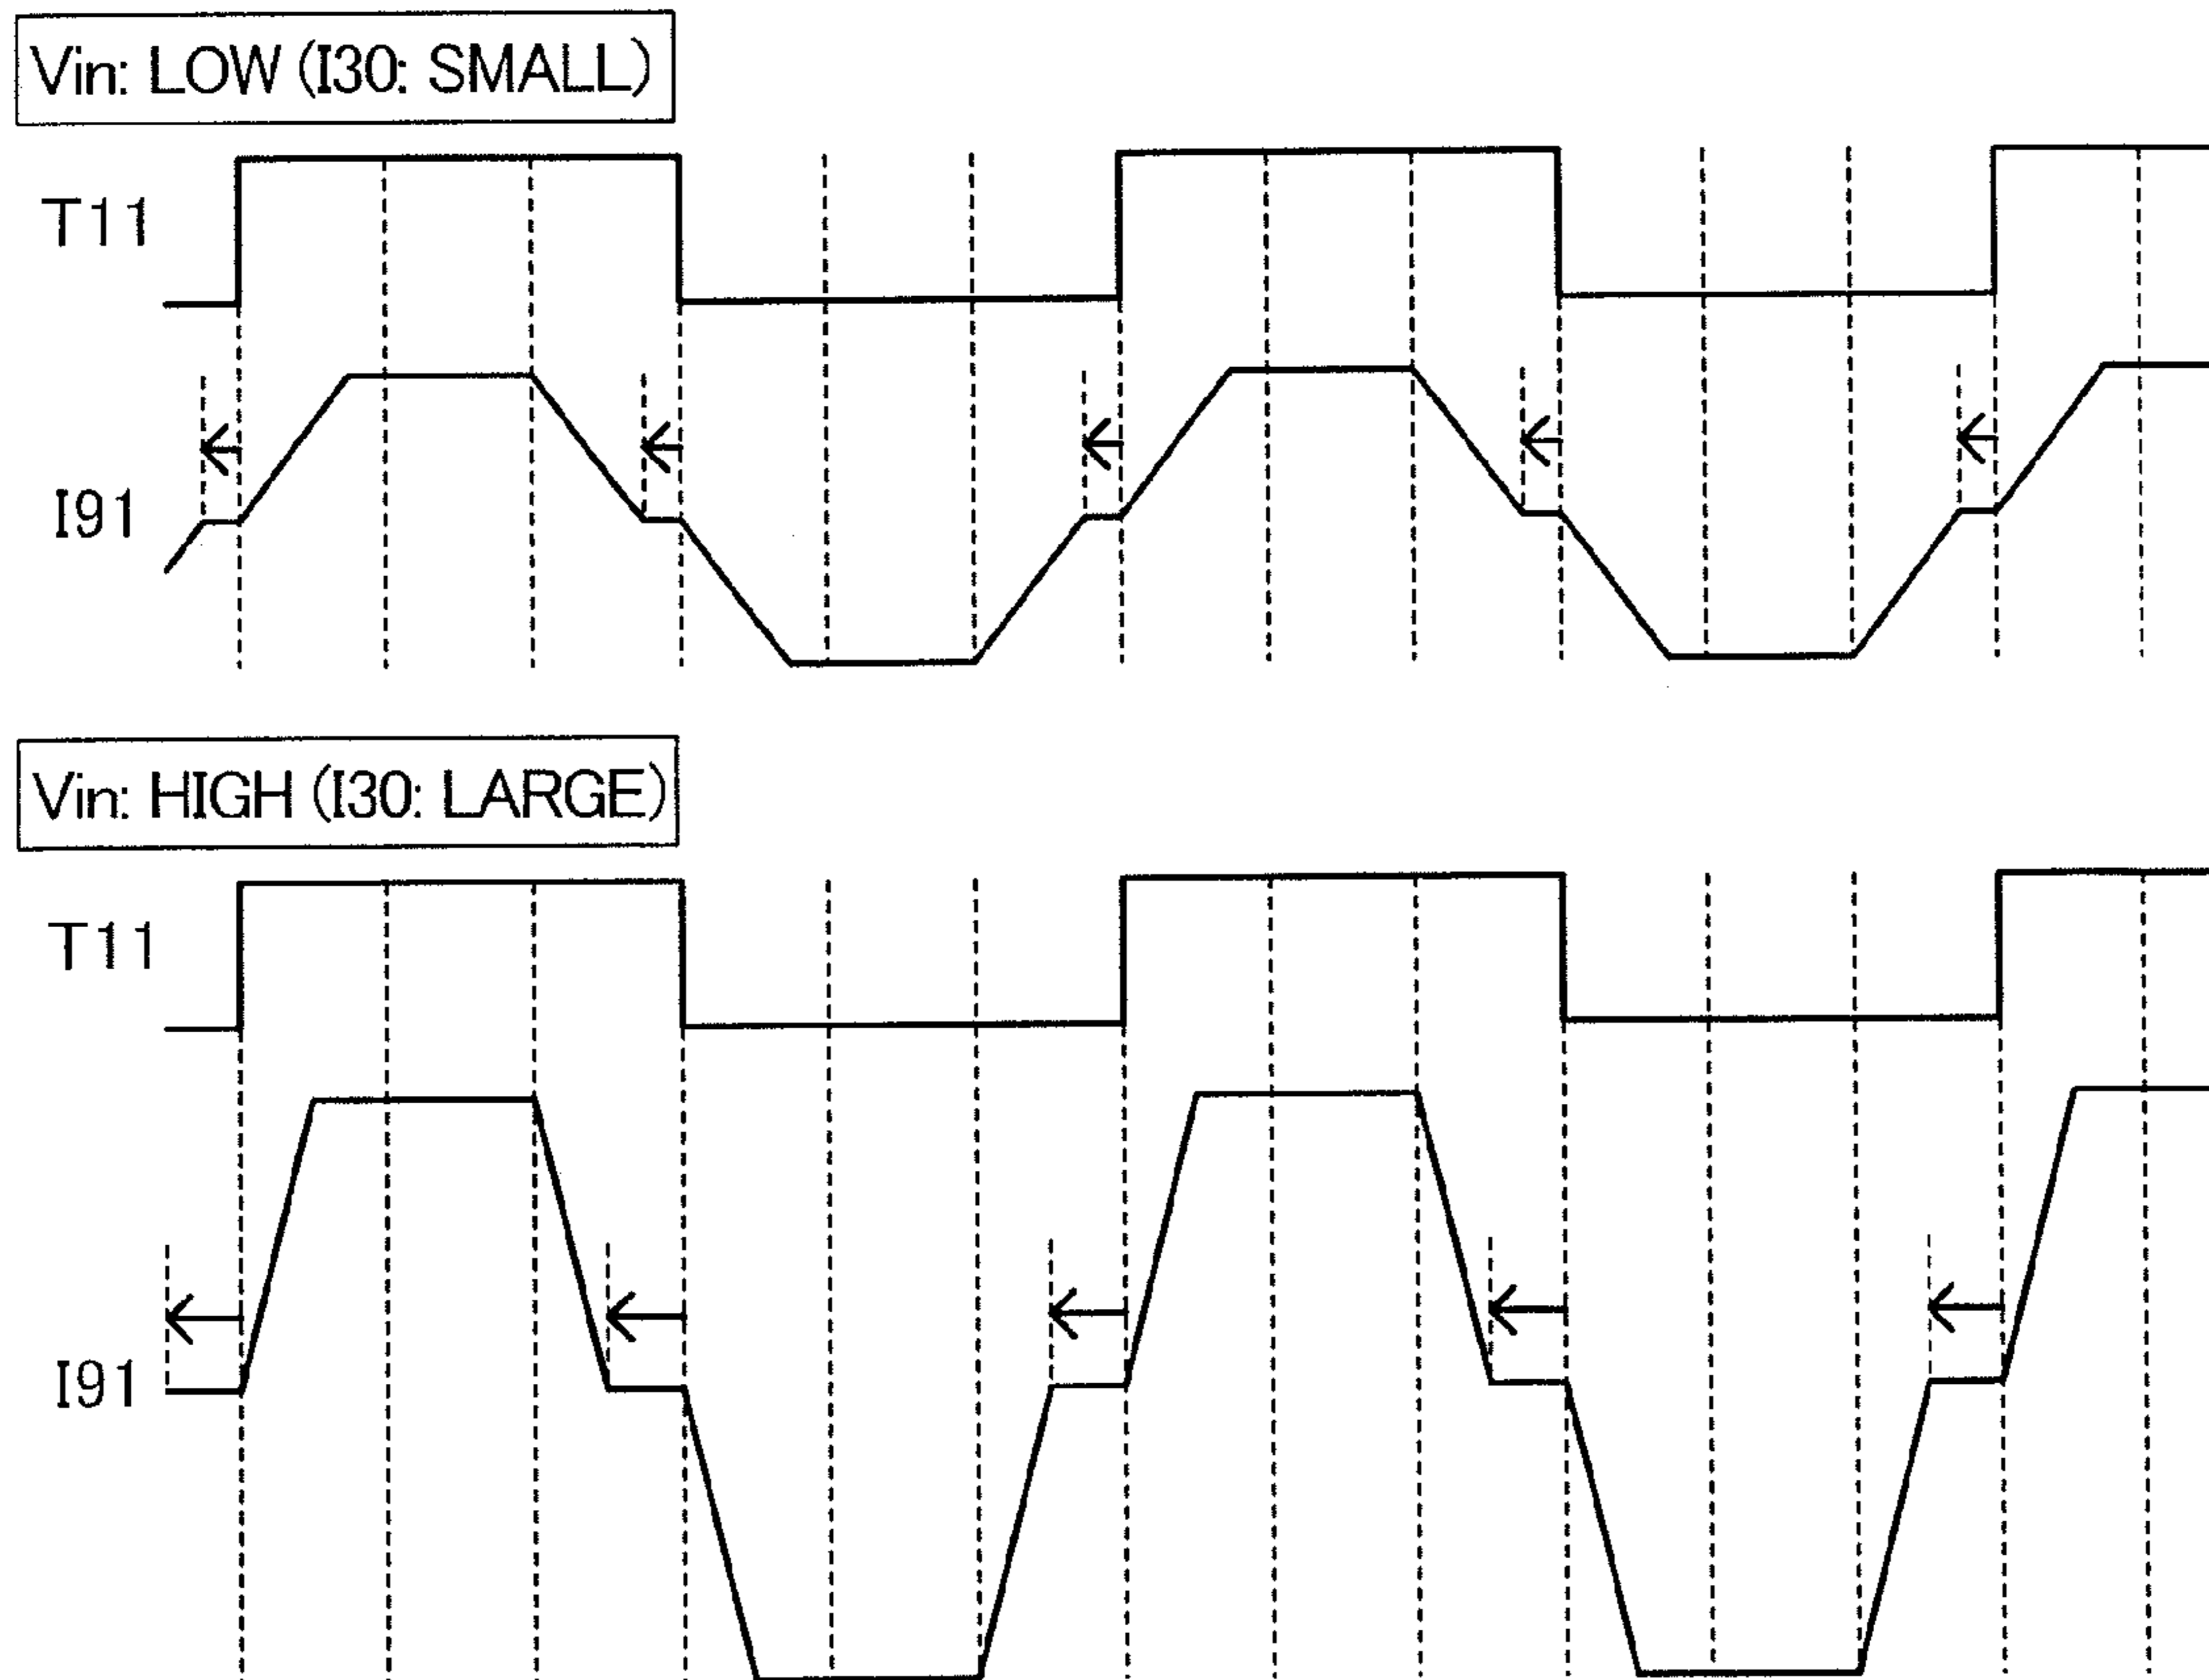 Vin: LOW (I30: SMALL)
T11
I91
Vin: HIGH (I30: LARGE)
T11
I91